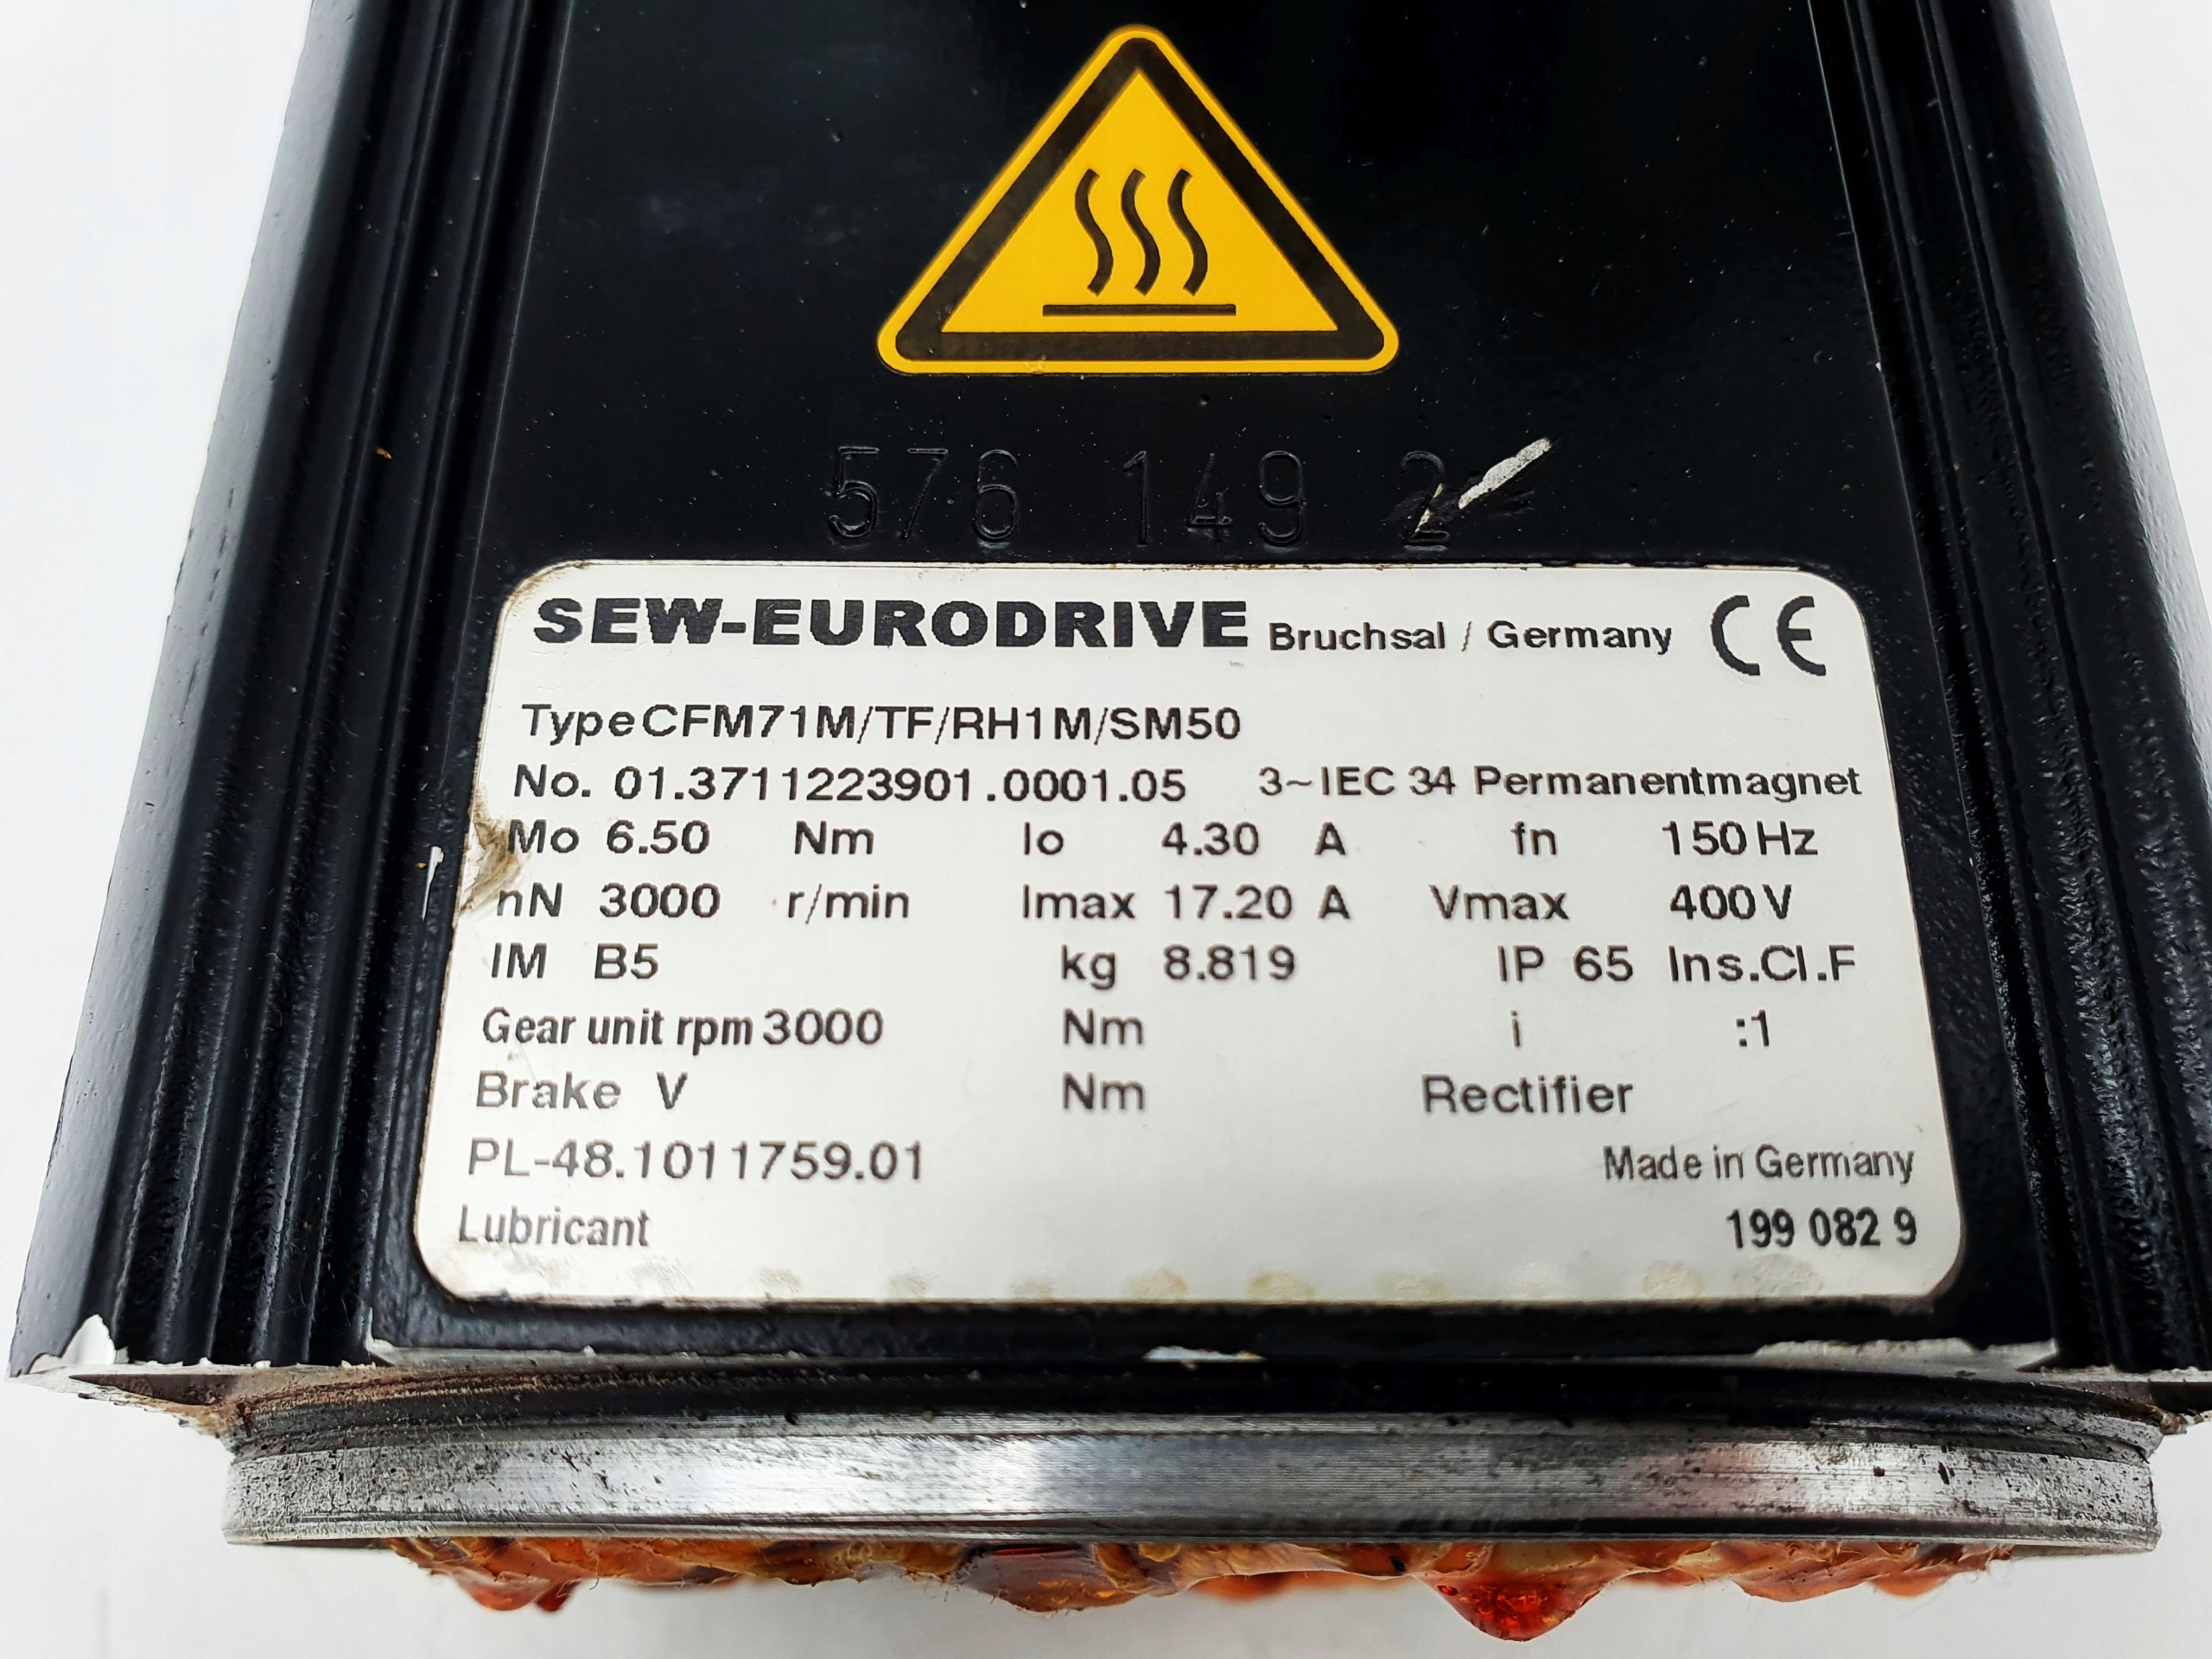 576 149 2
SEW-EURODRIVE Bruchsal / Germany CE
Type CFM71M/TF/RH1M/SM50
No. 01.3711223901.0001.05 3~IEC 34 Permanentmagnet
Mo 6.50 Nm Io 4.30 A fn 150 Hz
nN 3000 r/min Imax 17.20 A Vmax 400 V
IM B5 kg 8.819 IP 65 Ins.Cl.F
Gear unit rpm 3000 Nm i :1
Brake V Nm Rectifier
PL-48.1011759.01 Made in Germany
Lubricant 199 082 9